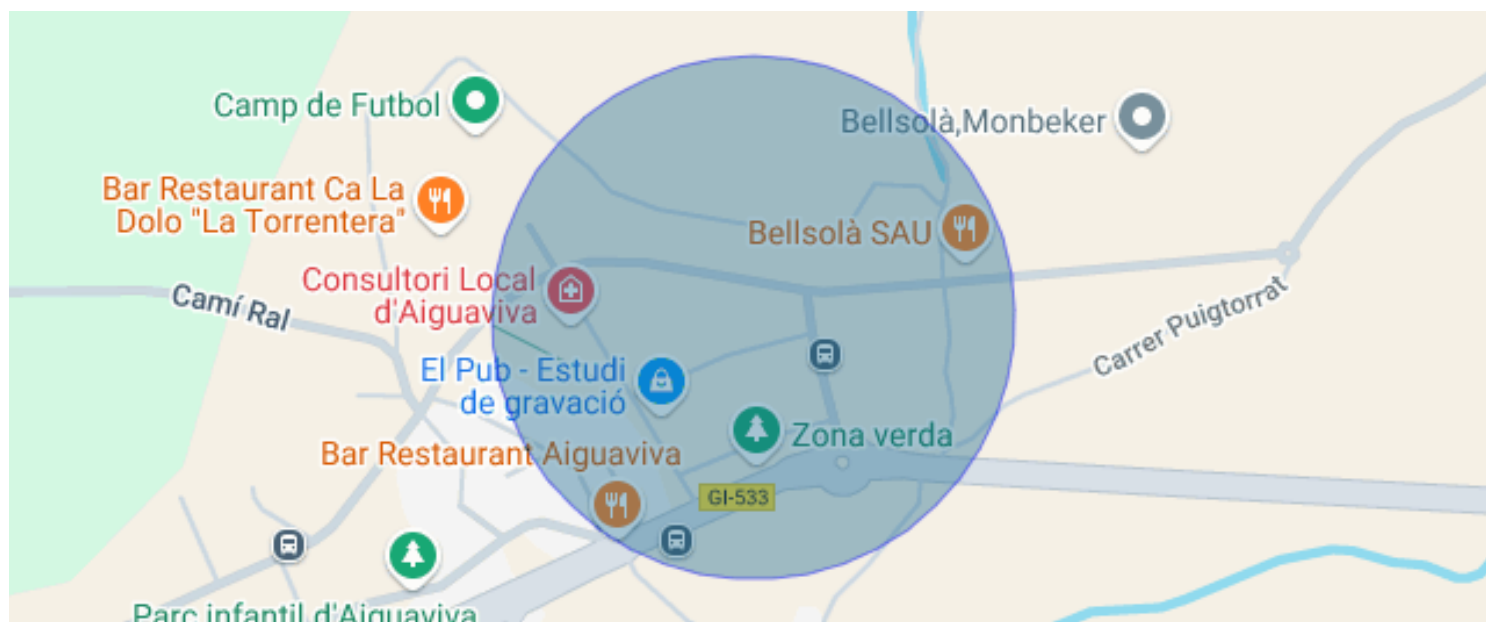 Camp de Futbol
Bellsolà,Monbeker
Bar Restaurant Ca La
Dolo "La Torrentera"
Bellsolà SAU
Consultori Local
d'Aiguaviva
Camí Ral
Carrer Puigtorrat
El Pub - Estudi
de gravació
Zona verda
Bar Restaurant Aiguaviva
GI-533
Parc infantil d'Aiguaviva